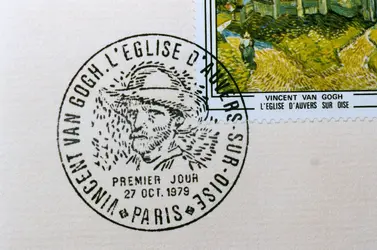 VINCENT VAN GOGH. L'EGLISE D'AUVERS-SUR-OISE
PREMIER JOUR
27 OCT. 1979
PARIS
VINCENT VAN GOGH
L'EGLISE D'AUVERS SUR OISE